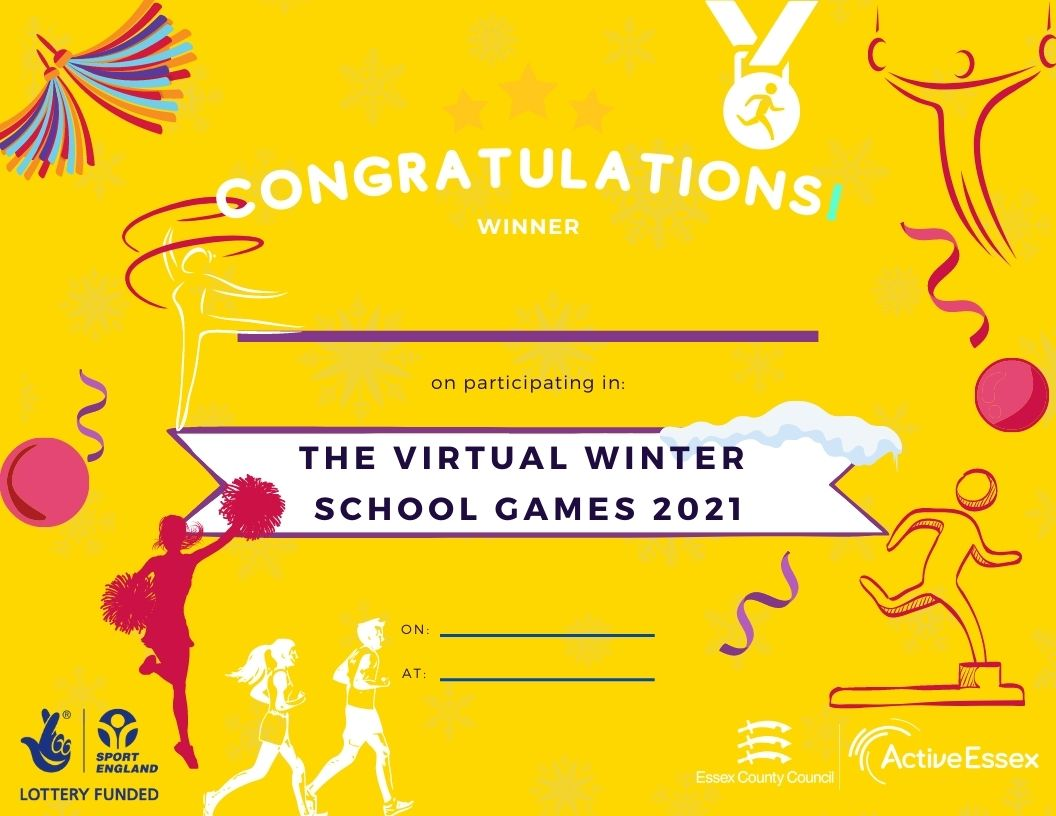 CONGRATULATIONS!
WINNER
on participating in:
THE VIRTUAL WINTER
SCHOOL GAMES 2021
ON:
AT:
®
SPORT
ENGLAND
LOTTERY FUNDED
Essex County Council
ActiveEssex